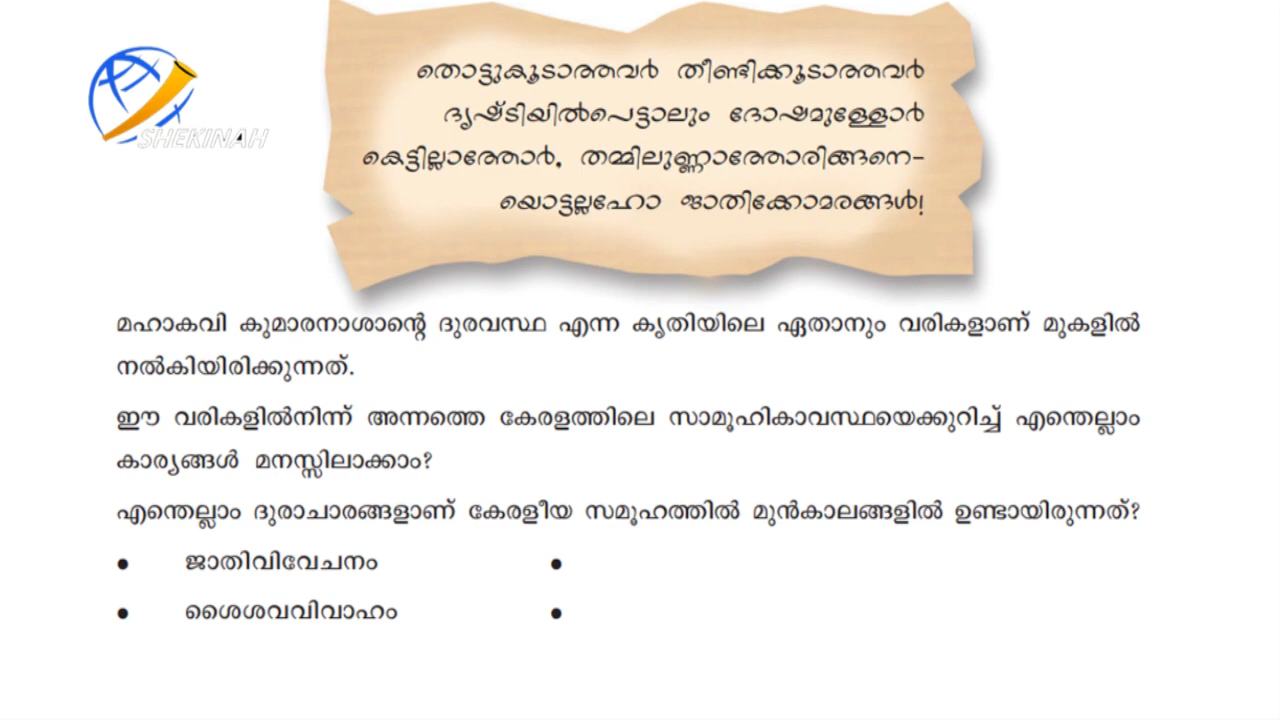 SHEKINAH
തൊട്ടുകൂടാത്തവർ തീണ്ടിക്കൂടാത്തവർ
ദൃഷ്ടിയിൽപെട്ടാലും ദോഷമുള്ളോർ
കെട്ടില്ലാത്തോർ, തമ്മിലുണ്ണാത്തോരിങ്ങനെ-
യൊട്ടല്ലഹോ ജാതിക്കോമരങ്ങൾ!
മഹാകവി കുമാരനാശാന്റെ ദുരവസ്ഥ എന്ന കൃതിയിലെ ഏതാനും വരികളാണ് മുകളിൽ
നൽകിയിരിക്കുന്നത്.
ഈ വരികളിൽനിന്ന് അന്നത്തെ കേരളത്തിലെ സാമൂഹികാവസ്ഥയെക്കുറിച്ച് എന്തെല്ലാം
കാര്യങ്ങൾ മനസ്സിലാക്കാം?
എന്തെല്ലാം ദുരാചാരങ്ങളാണ് കേരളീയ സമൂഹത്തിൽ മുൻകാലങ്ങളിൽ ഉണ്ടായിരുന്നത്?
• ജാതിവിവേചനം •
• ശൈശവവിവാഹം •